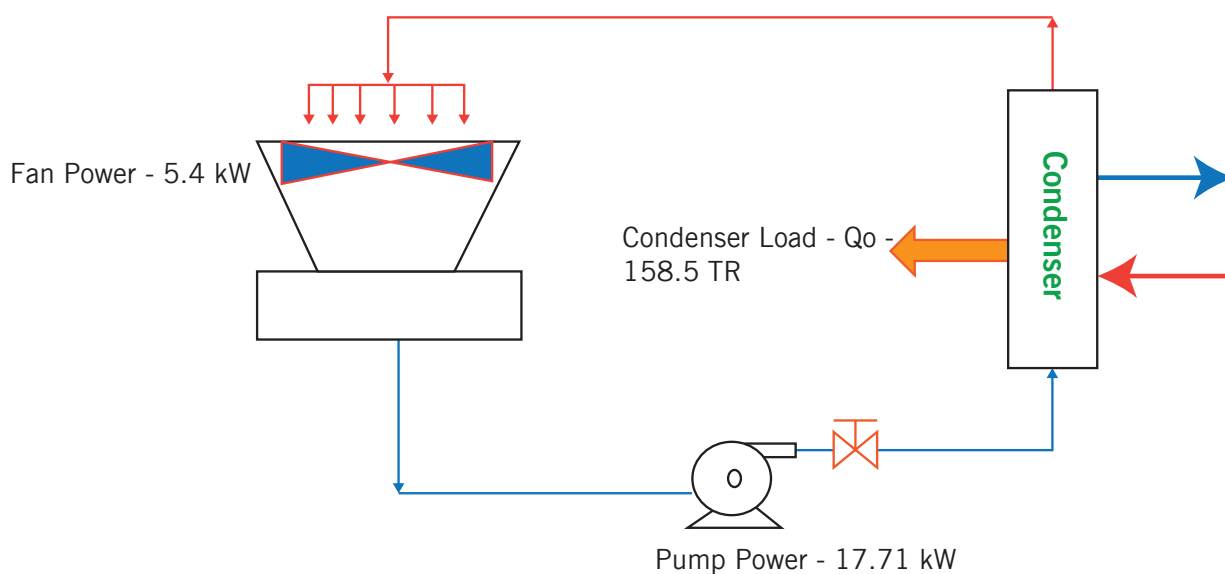 Fan Power - 5.4 kW
Condenser Load - Qo -
158.5 TR
Condenser
Pump Power - 17.71 kW